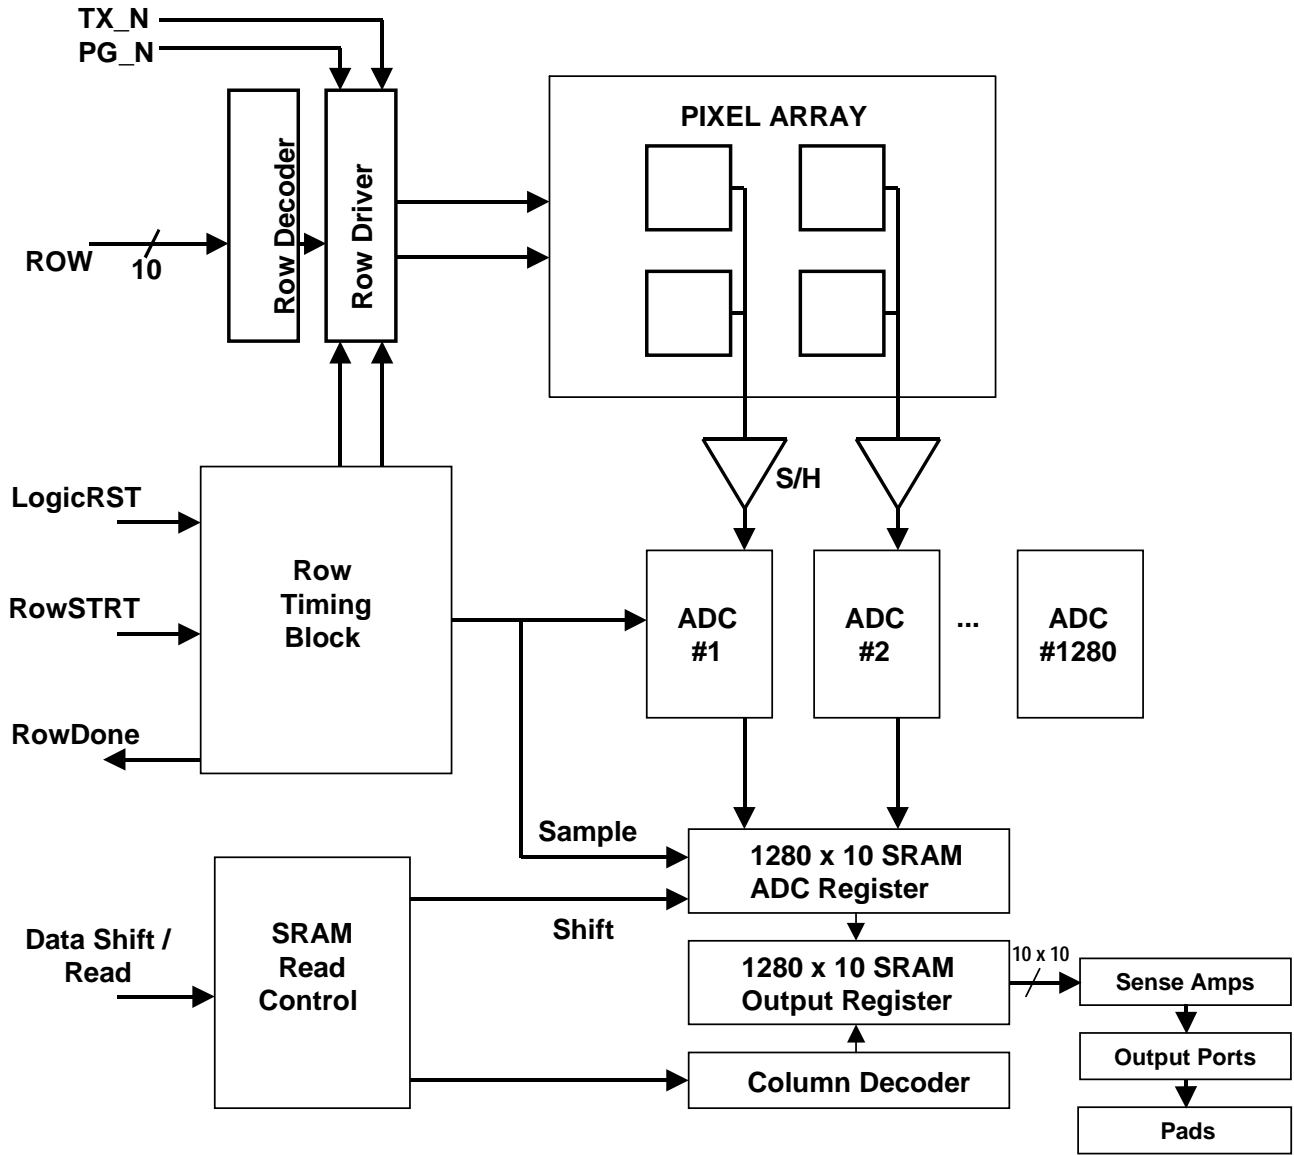 TX_N
PG_N
PIXEL ARRAY
Row Decoder
Row Driver
ROW
10
S/H
LogicRST
Row
Timing
Block
RowSTRT
ADC
#1
ADC
#2
...
ADC
#1280
RowDone
Sample
1280 x 10 SRAM
ADC Register
Shift
Data Shift /
Read
SRAM
Read
Control
1280 x 10 SRAM
Output Register
10 x 10
Sense Amps
Output Ports
Column Decoder
Pads